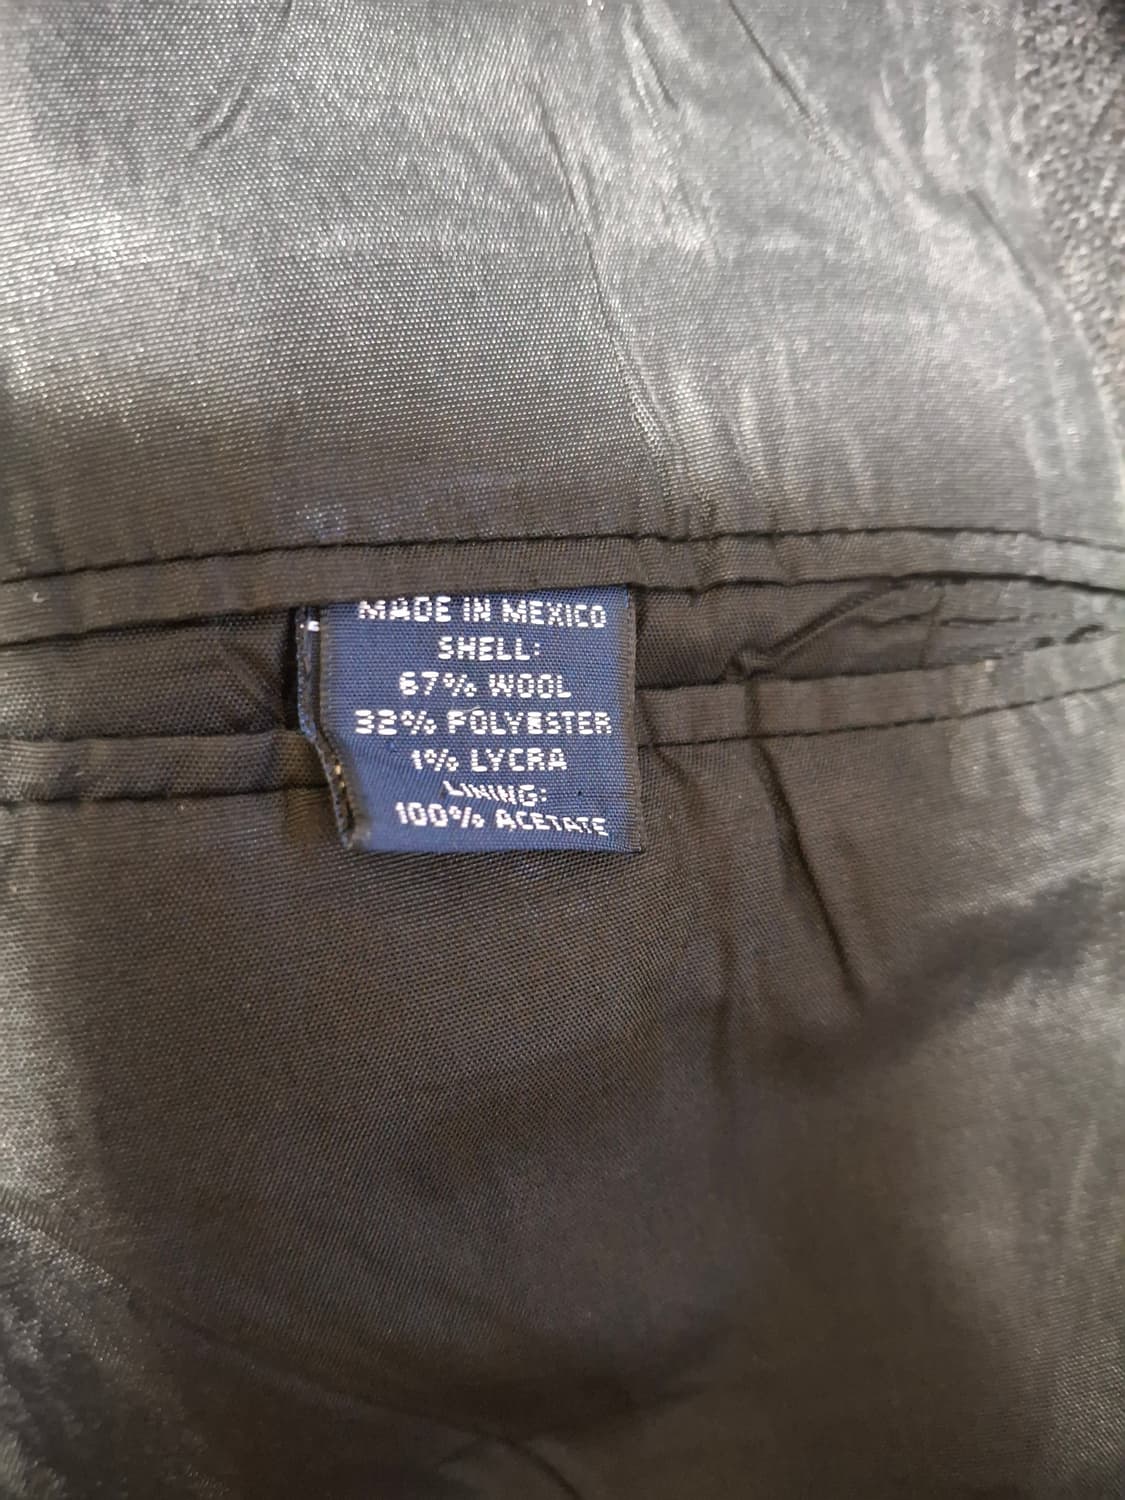 MADE IN MEXICO
SHELL:
67% WOOL
32% POLYESTER
1% LYCRA
LINING:
100% ACETATE